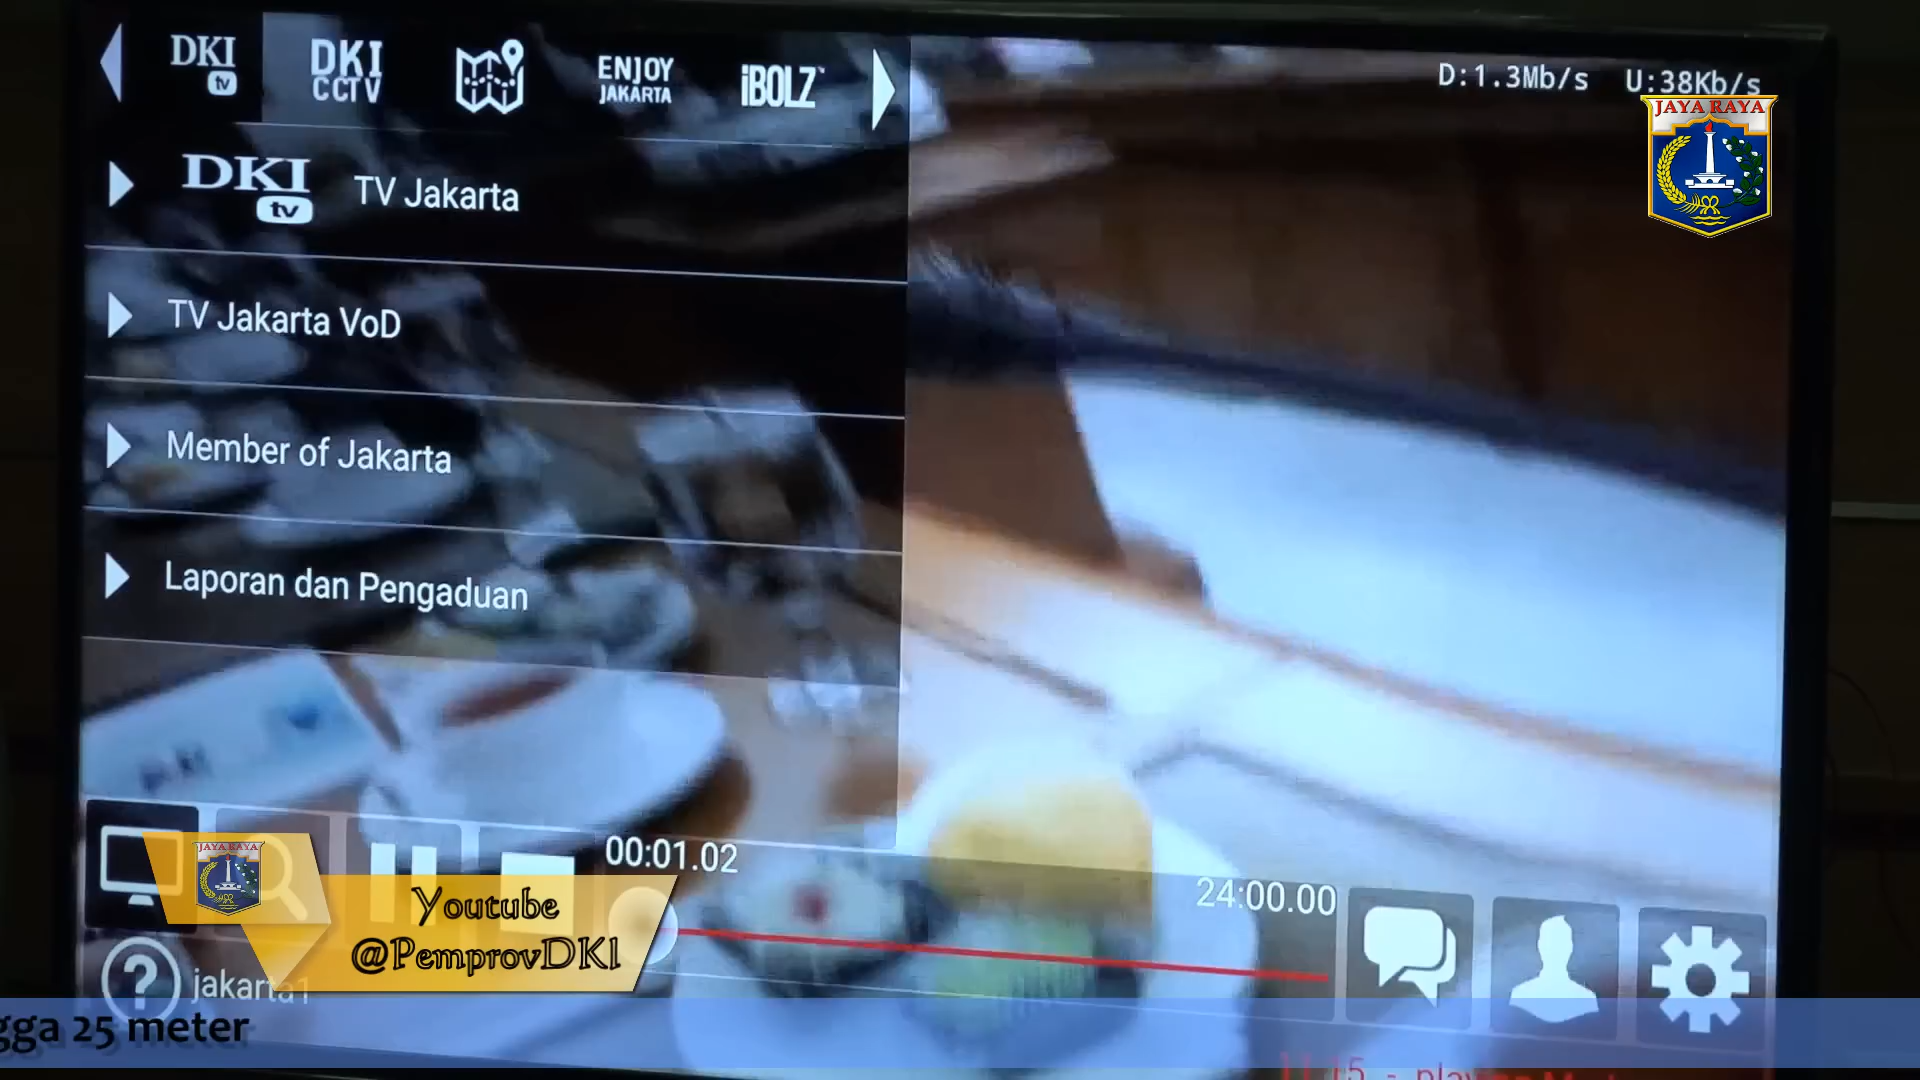 DKI
tv
DKI
CCTV
ENJOY
JAKARTA
iBOLZ
D:1.3Mb/s U:38Kb/s
JAYA RAYA
DKI
tv
TV Jakarta
TV Jakarta VoD
Member of Jakarta
Laporan dan Pengaduan
00:01.02
24:00.00
JAYA RAYA
Youtube
@PemprovDKI
?
jakarta1
gga 25 meter